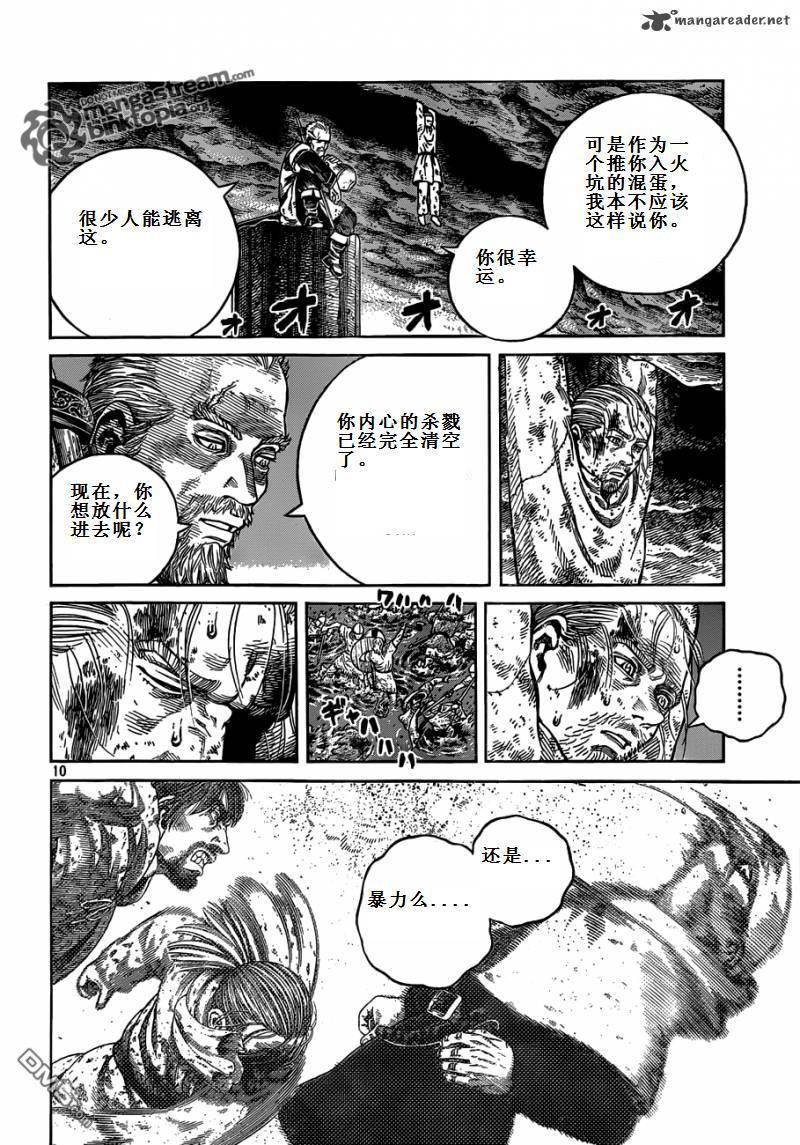 mangareader.net
mangastream.com
binktopia.org
可是作为一
个推你入火
坑的混蛋，
我本不应该
这样说你。
你很幸
运。
很少人能逃离
这。
オ
オ
オ
オ
オ
你内心的杀戮
已经完全清空
了。
现在，你
想放什么
进去呢？
………
ワハハハ
ギャハハ
10
还是...
暴力么....